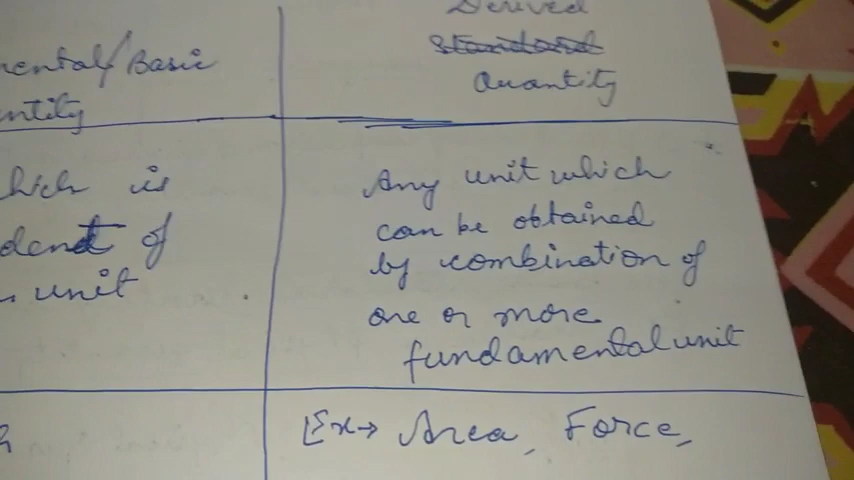 mental/Basic
ntity
hich is
dent of
unit
Derived
Standard
Quantity
Any unit which
can be obtained
by combination of
one or more
fundamental unit
Ex→ Area, Force,